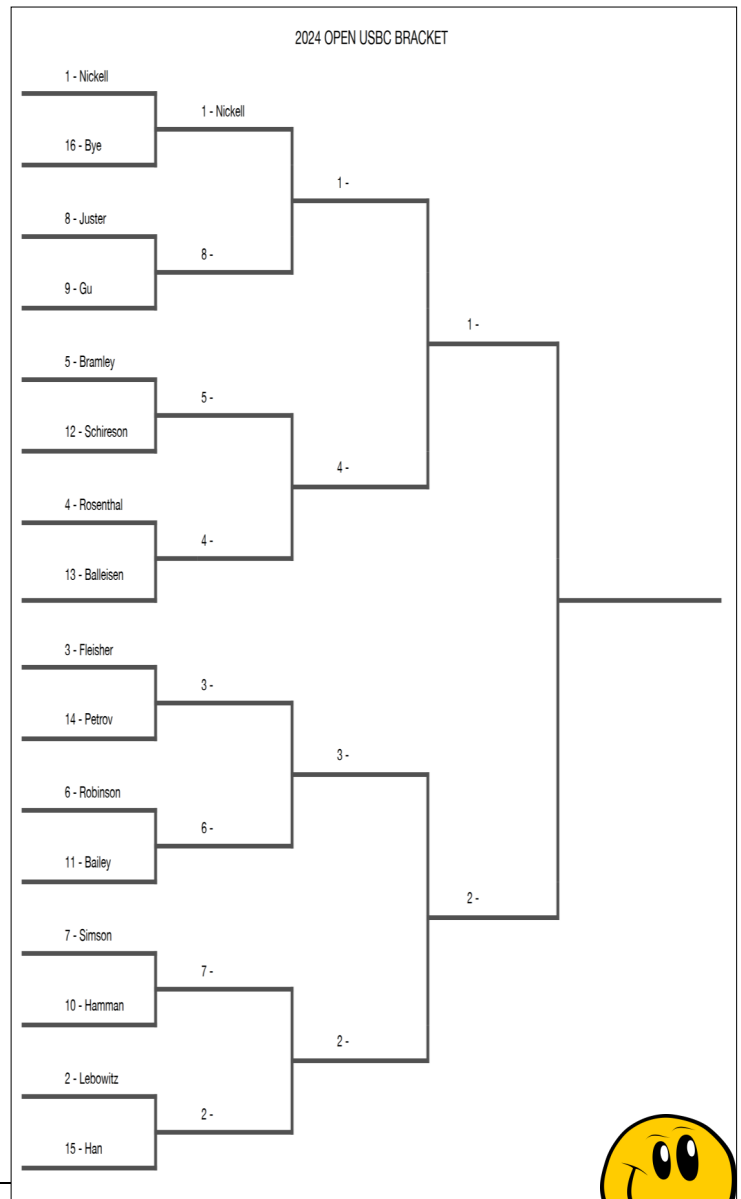 2024 OPEN USBC BRACKET
1 - Nickell
1 - Nickell
16 - Bye
1 -
8 - Juster
8 -
9 - Gu
1 -
5 - Bramley
5 -
12 - Schireson
4 -
4 - Rosenthal
4 -
13 - Balleisen
3 - Fleisher
3 -
14 - Petrov
3 -
6 - Robinson
6 -
11 - Bailey
2 -
7 - Simson
7 -
10 - Hamman
2 -
2 - Lebowitz
2 -
15 - Han